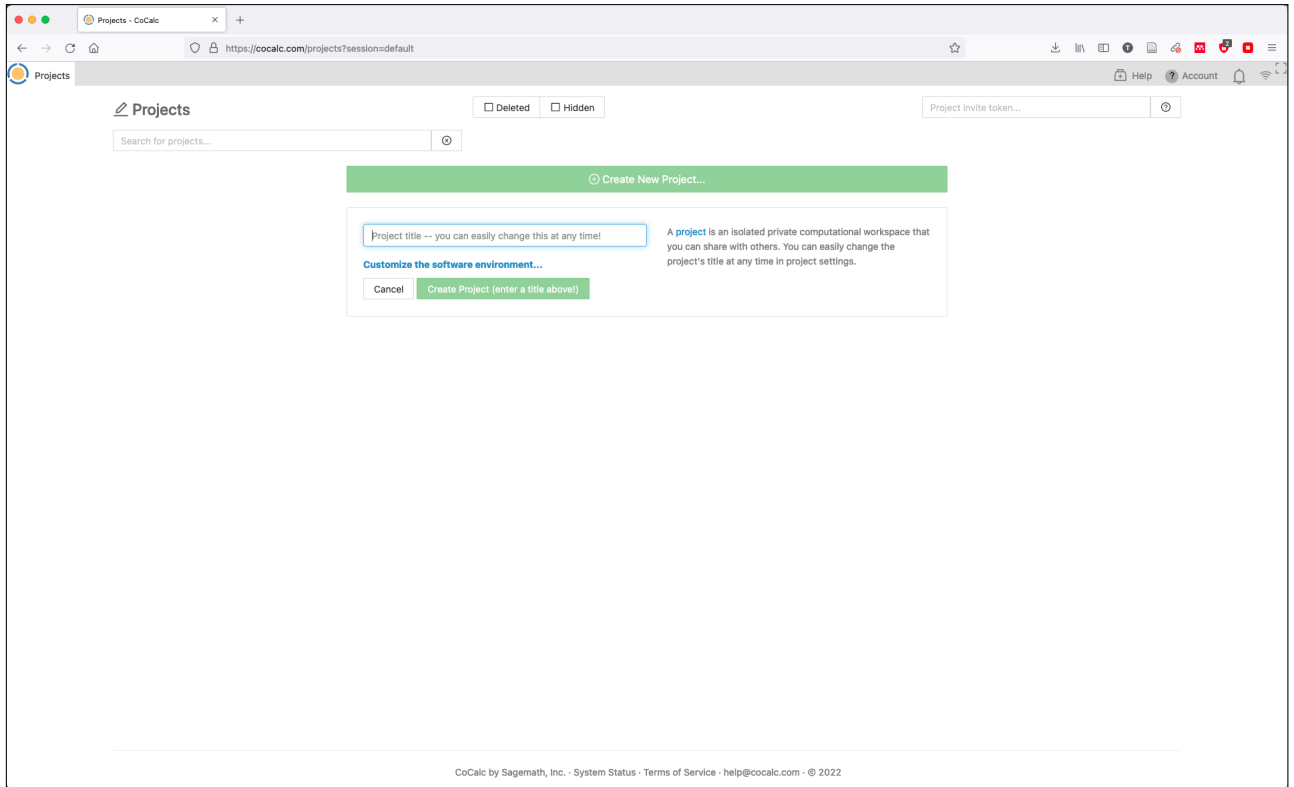 Projects - CoCalc
https://cocalc.com/projects?session=default
2
Projects
Help ? Account
Projects
Deleted Hidden
Project invite token...
Search for projects...
Create New Project...
Project title -- you can easily change this at any time!
Customize the software environment...
Cancel Create Project (enter a title above!)
A project is an isolated private computational workspace that
you can share with others. You can easily change the
project's title at any time in project settings.
CoCalc by Sagemath, Inc. · System Status · Terms of Service · help@cocalc.com · © 2022